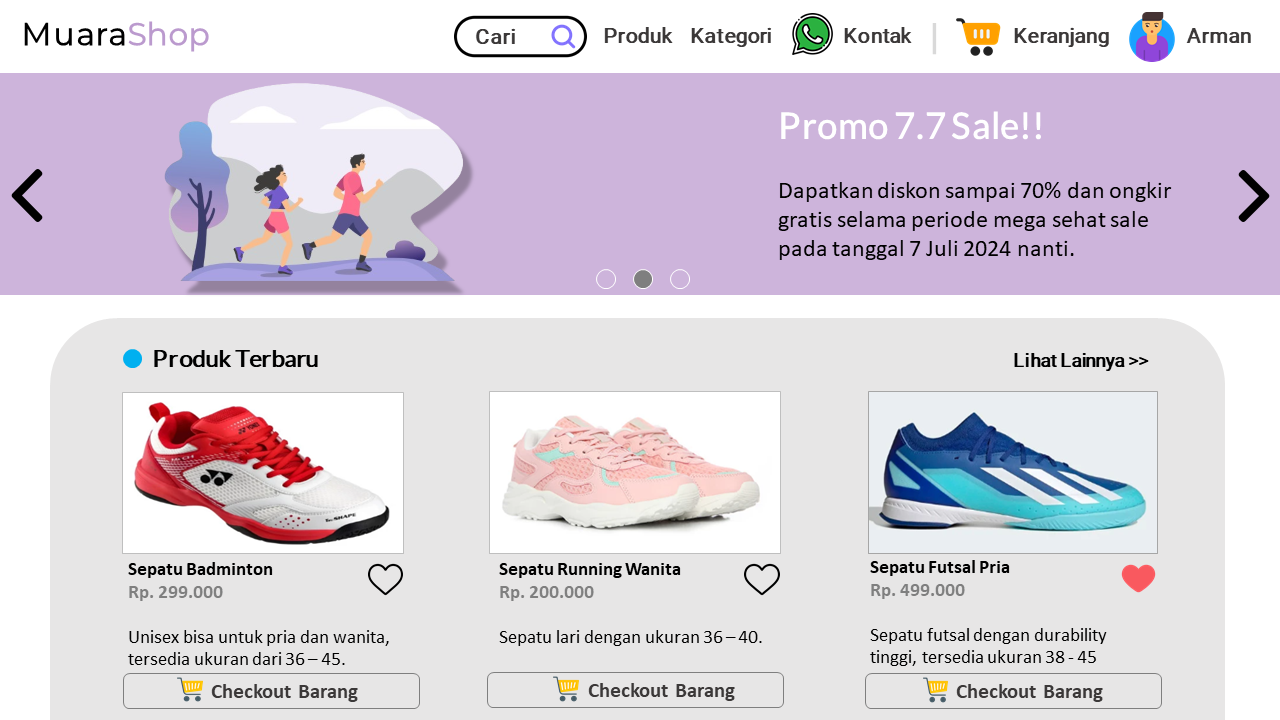 MuaraShop
Cari
Produk
Kategori
Kontak
Keranjang
Arman
Promo 7.7 Sale!!
Dapatkan diskon sampai 70% dan ongkir
gratis selama periode mega sehat sale
pada tanggal 7 Juli 2024 nanti.
Produk Terbaru
Lihat Lainnya >>
YONEX
Sepatu Badminton
Rp. 299.000
Unisex bisa untuk pria dan wanita,
tersedia ukuran dari 36 – 45.
Checkout Barang
Sepatu Running Wanita
Rp. 200.000
Sepatu lari dengan ukuran 36 – 40.
Checkout Barang
Sepatu Futsal Pria
Rp. 499.000
Sepatu futsal dengan durability
tinggi, tersedia ukuran 38 - 45
Checkout Barang